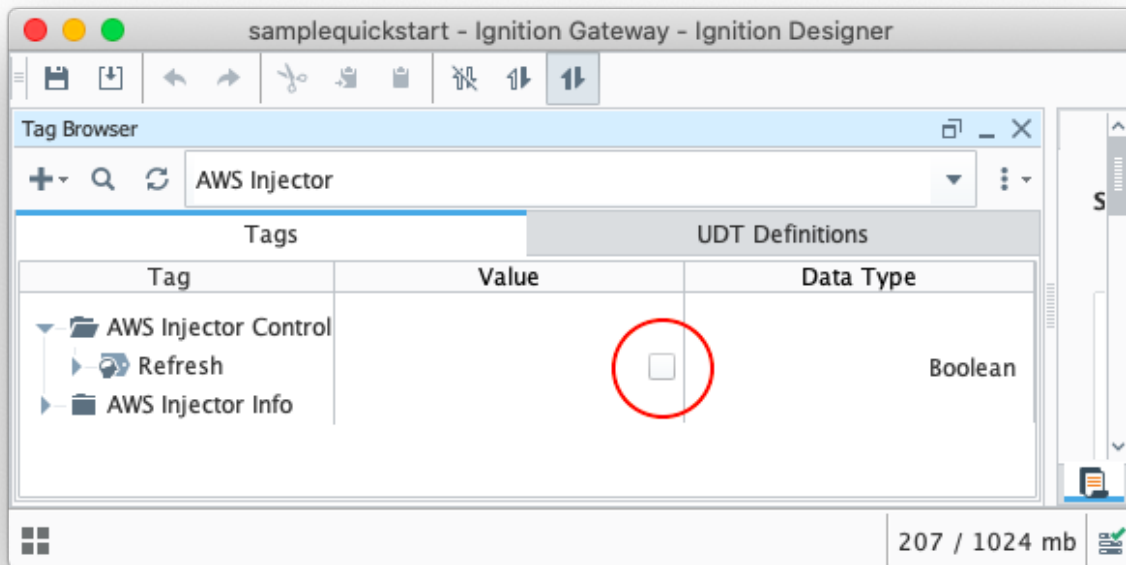 samplequickstart - Ignition Gateway - Ignition Designer
Tag Browser
AWS Injector
S
Tags UDT Definitions
Tag Value Data Type
AWS Injector Control
Refresh Boolean
AWS Injector Info
207 / 1024 mb